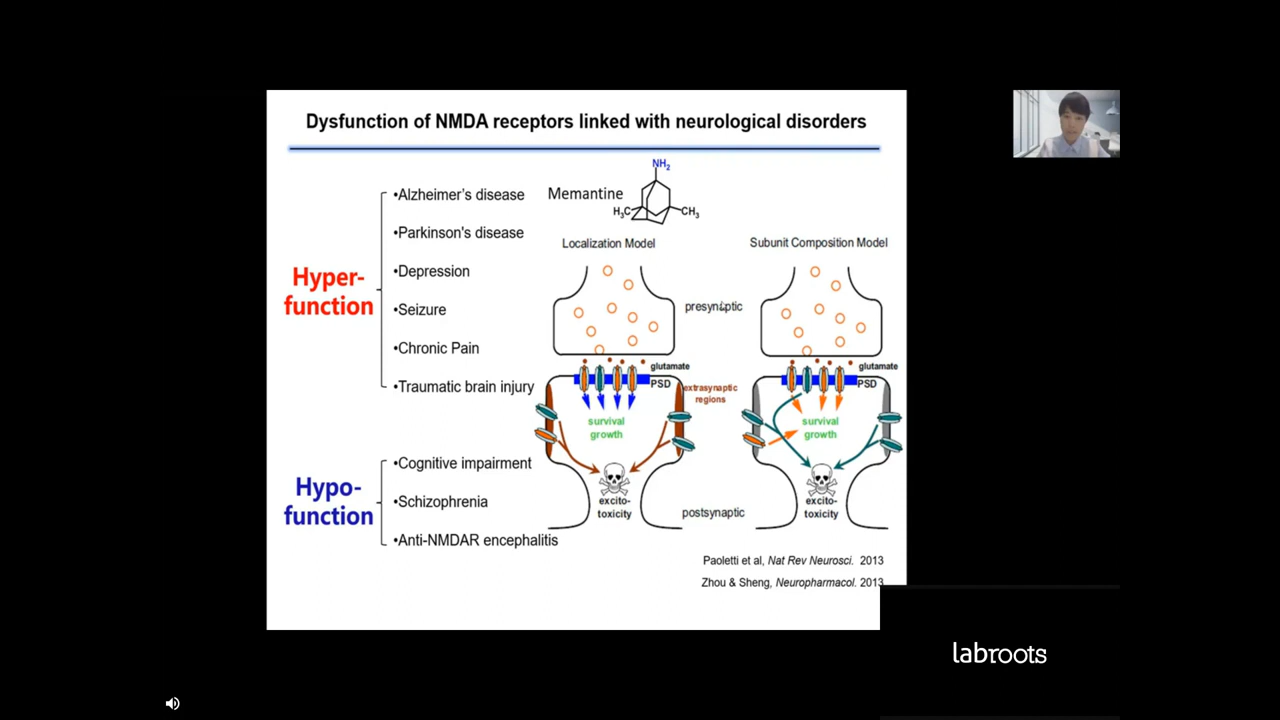 Dysfunction of NMDA receptors linked with neurological disorders
Hyper-
function
•Alzheimer's disease
•Parkinson's disease
•Depression
•Seizure
•Chronic Pain
•Traumatic brain injury
Hypo-
function
•Cognitive impairment
•Schizophrenia
•Anti-NMDAR encephalitis
Memantine
NH2
H3C
CH3
Localization Model
Subunit Composition Model
presynaptic
glutamate
PSD
extrasynaptic
regions
survival
growth
excito-
toxicity
postsynaptic
glutamate
PSD
survival
growth
excito-
toxicity
Paoletti et al, Nat Rev Neurosci. 2013
Zhou & Sheng, Neuropharmacol. 2013
labroots